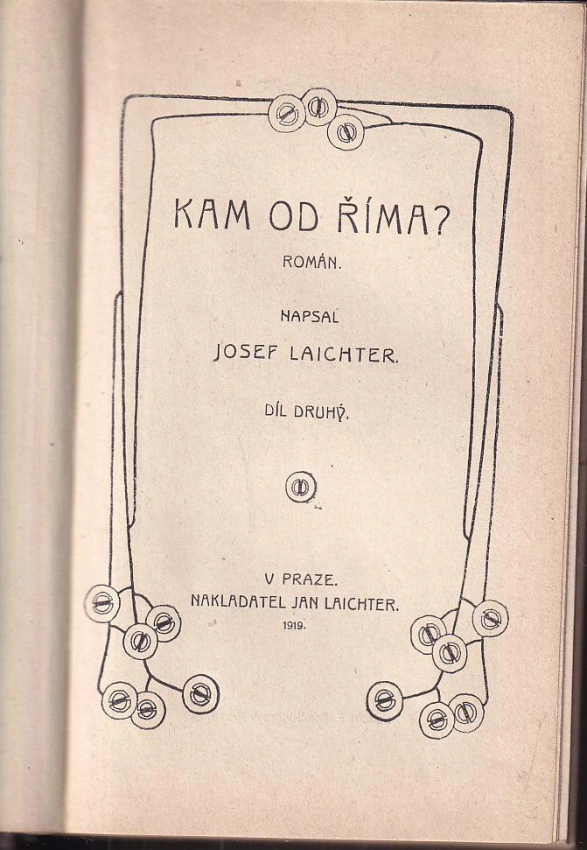 KAM OD ŘÍMA?
ROMÁN.
NAPSAL
JOSEF LAICHTER.
DÍL DRUHÝ.
V PRAZE.
NAKLADATEL JAN LAICHTER.
1919.